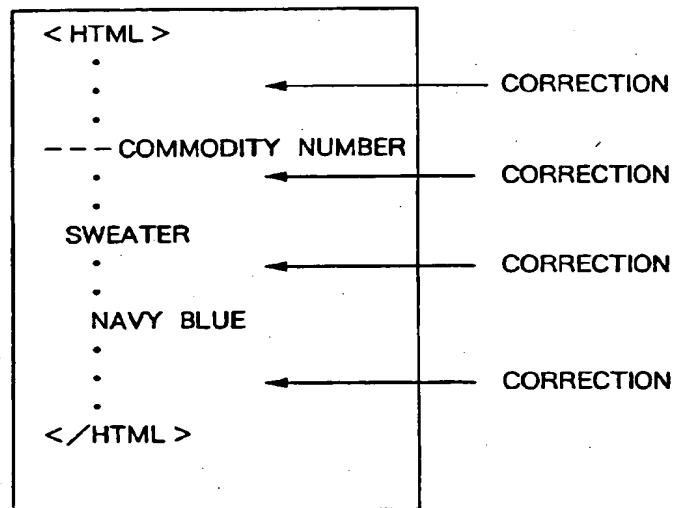 < HTML >
CORRECTION
---COMMODITY NUMBER
CORRECTION
SWEATER
CORRECTION
NAVY BLUE
CORRECTION
</HTML >